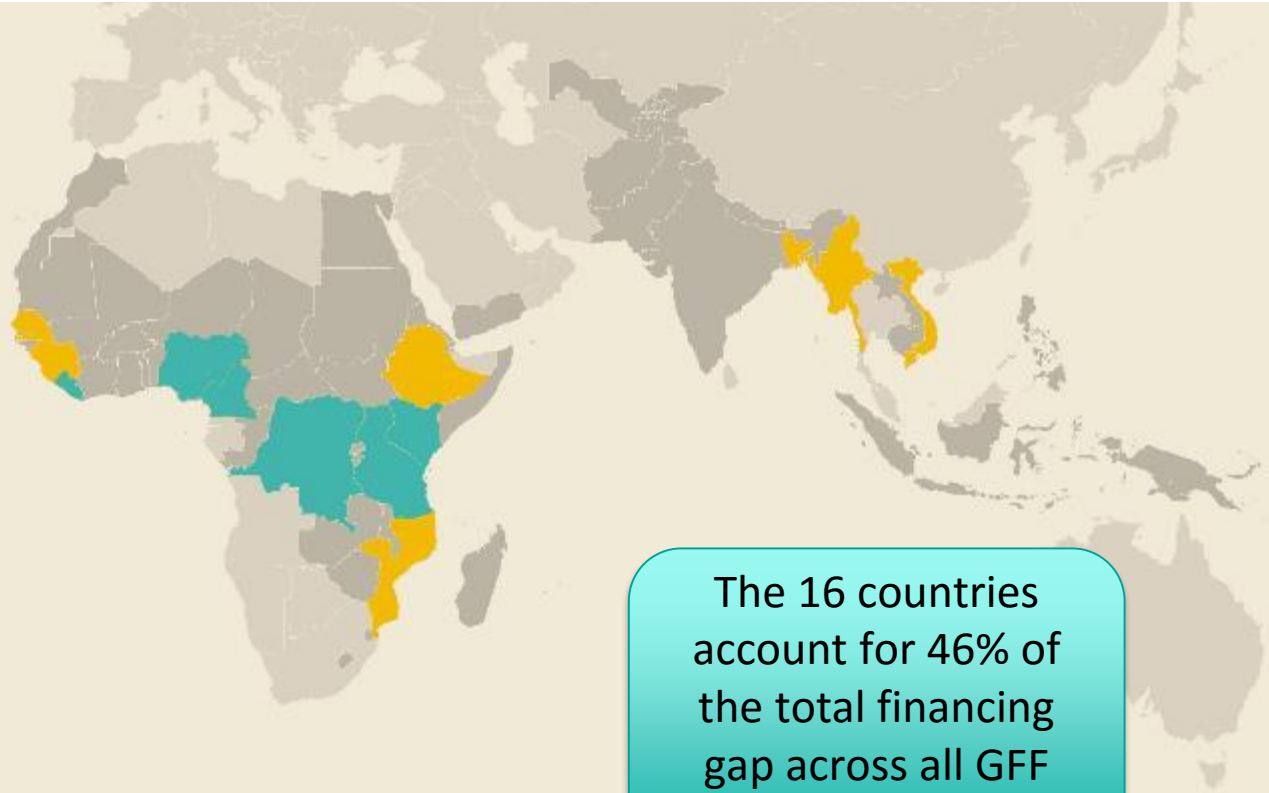 The 16 countries
account for 46% of
the total financing
gap across all GFF